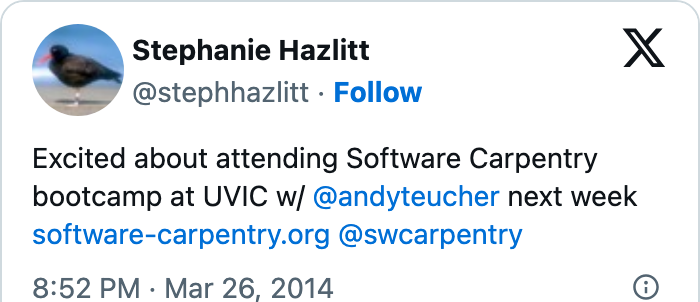 Stephanie Hazlitt
@stephhazlitt · Follow
Excited about attending Software Carpentry
bootcamp at UVIC w/ @andyteucher next week
software-carpentry.org @swcarpentry
8:52 PM · Mar 26, 2014